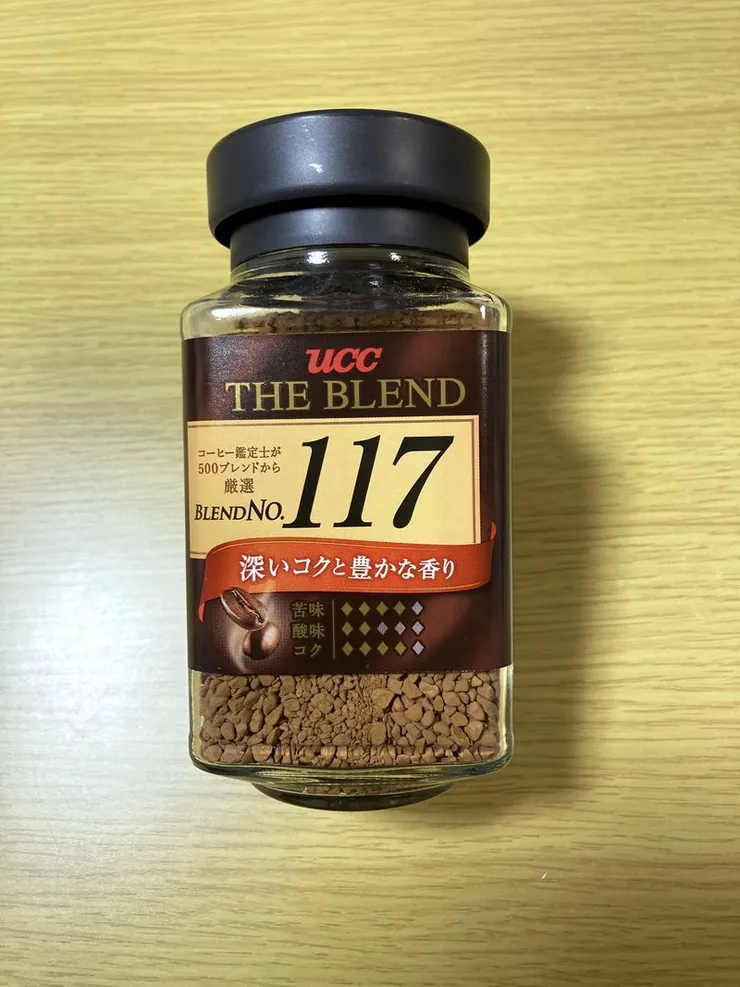 UCC
THE BLEND
コーヒー鑑定士が
500ブレンドから
厳選
BLEND NO. 117
深いコクと豊かな香り
苦味
酸味
コク